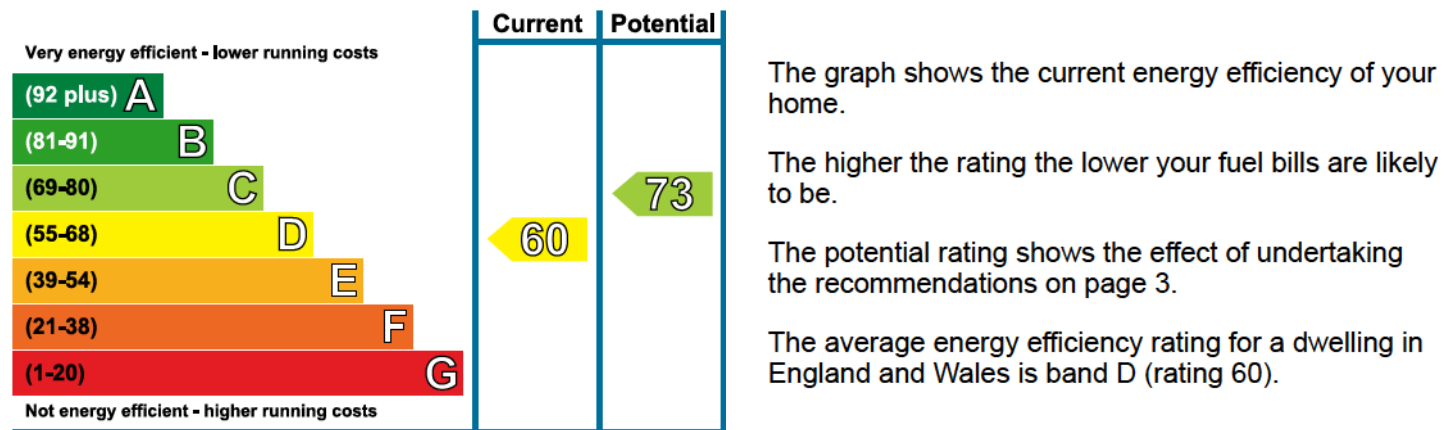 Current Potential
Very energy efficient - lower running costs
(92 plus) A
(81-91) B
(69-80) C
73
(55-68) D
60
(39-54) E
(21-38) F
(1-20) G
Not energy efficient - higher running costs
The graph shows the current energy efficiency of your
home.
The higher the rating the lower your fuel bills are likely
to be.
The potential rating shows the effect of undertaking
the recommendations on page 3.
The average energy efficiency rating for a dwelling in
England and Wales is band D (rating 60).